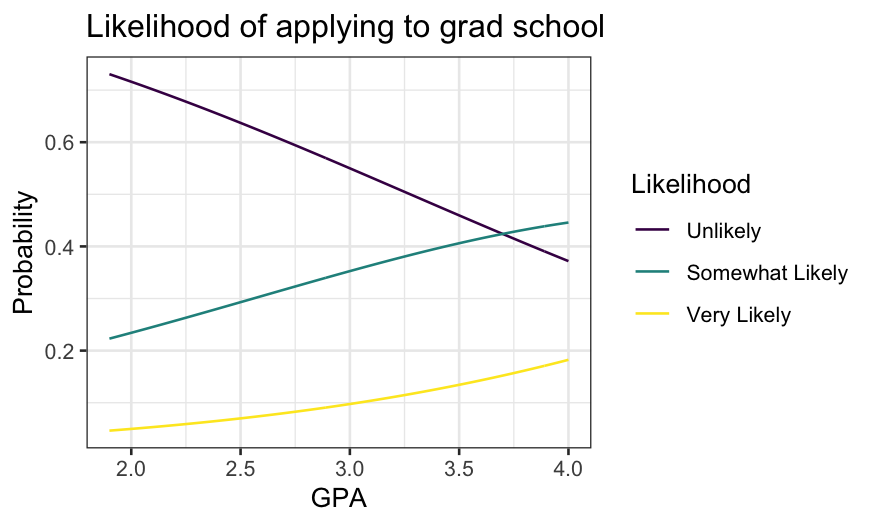 Likelihood of applying to grad school
Probability
0.6
0.4
0.2
2.0 2.5 3.0 3.5 4.0
GPA
Likelihood
Unlikely
Somewhat Likely
Very Likely